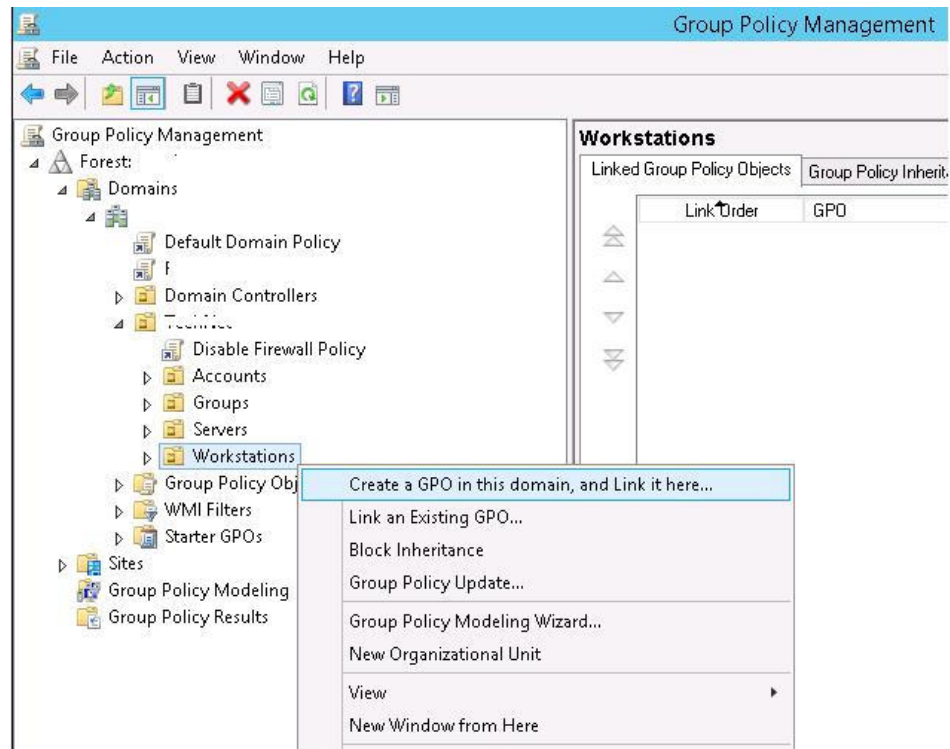 Group Policy Management
File Action View Window Help
Group Policy Management
Forest:
Domains
Default Domain Policy
F
Domain Controllers
Disable Firewall Policy
Accounts
Groups
Servers
Workstations
Group Policy Obj
WMI Filters
Starter GPOs
Sites
Group Policy Modeling
Group Policy Results
Workstations
Linked Group Policy Objects Group Policy Inherit
Link Order GPO
Create a GPO in this domain, and Link it here...
Link an Existing GPO...
Block Inheritance
Group Policy Update...
Group Policy Modeling Wizard...
New Organizational Unit
View
New Window from Here